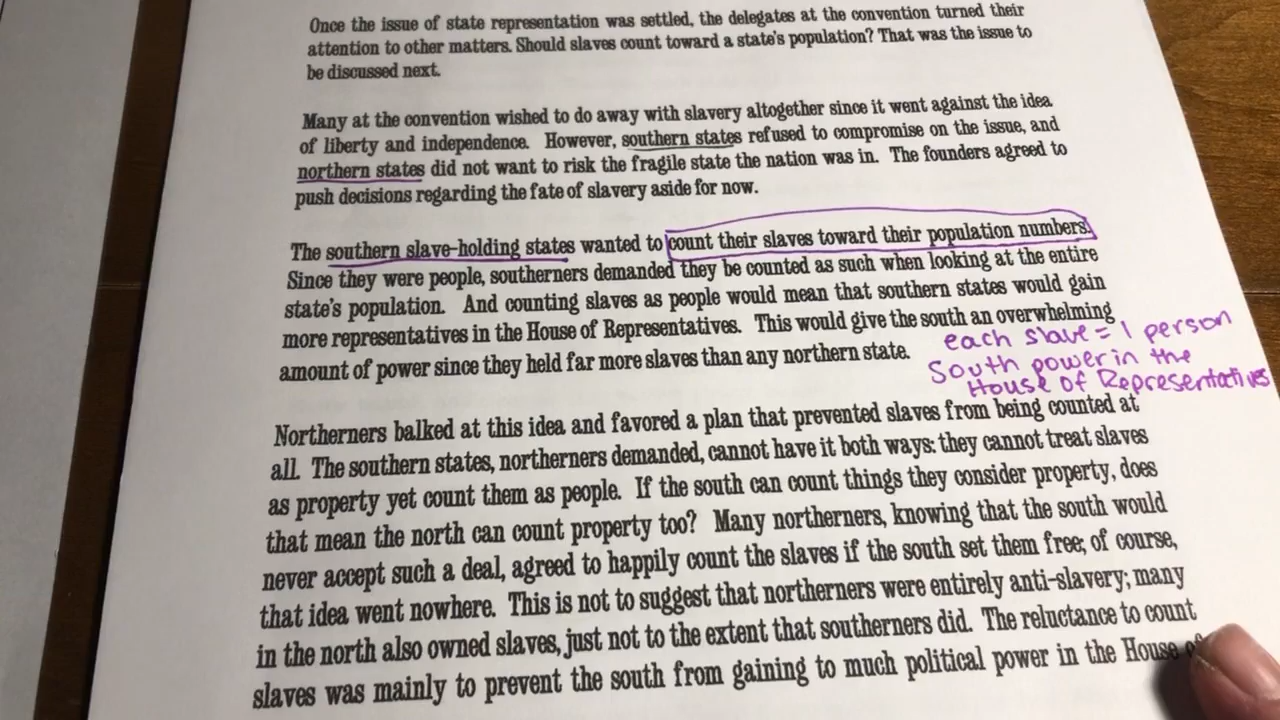 Once the issue of state representation was settled, the delegates at the convention turned their
attention to other matters. Should slaves count toward a state's population? That was the issue to
be discussed next.
Many at the convention wished to do away with slavery altogether since it went against the idea
of liberty and independence. However, southern states refused to compromise on the issue, and
northern states did not want to risk the fragile state the nation was in. The founders agreed to
push decisions regarding the fate of slavery aside for now.
The southern slave-holding states wanted to count their slaves toward their population numbers.
Since they were people, southerners demanded they be counted as such when looking at the entire
state's population. And counting slaves as people would mean that southern states would gain
more representatives in the House of Representatives. This would give the south an overwhelming
amount of power since they held far more slaves than any northern state.
each slave = 1 person
South power in the
House of Representatives
Northerners balked at this idea and favored a plan that prevented slaves from being counted at
all. The southern states, northerners demanded, cannot have it both ways: they cannot treat slaves
as property yet count them as people. If the south can count things they consider property, does
that mean the north can count property too? Many northerners, knowing that the south would
never accept such a deal, agreed to happily count the slaves if the south set them free; of course,
that idea went nowhere. This is not to suggest that northerners were entirely anti-slavery; many
in the north also owned slaves, just not to the extent that southerners did. The reluctance to count
slaves was mainly to prevent the south from gaining to much political power in the House